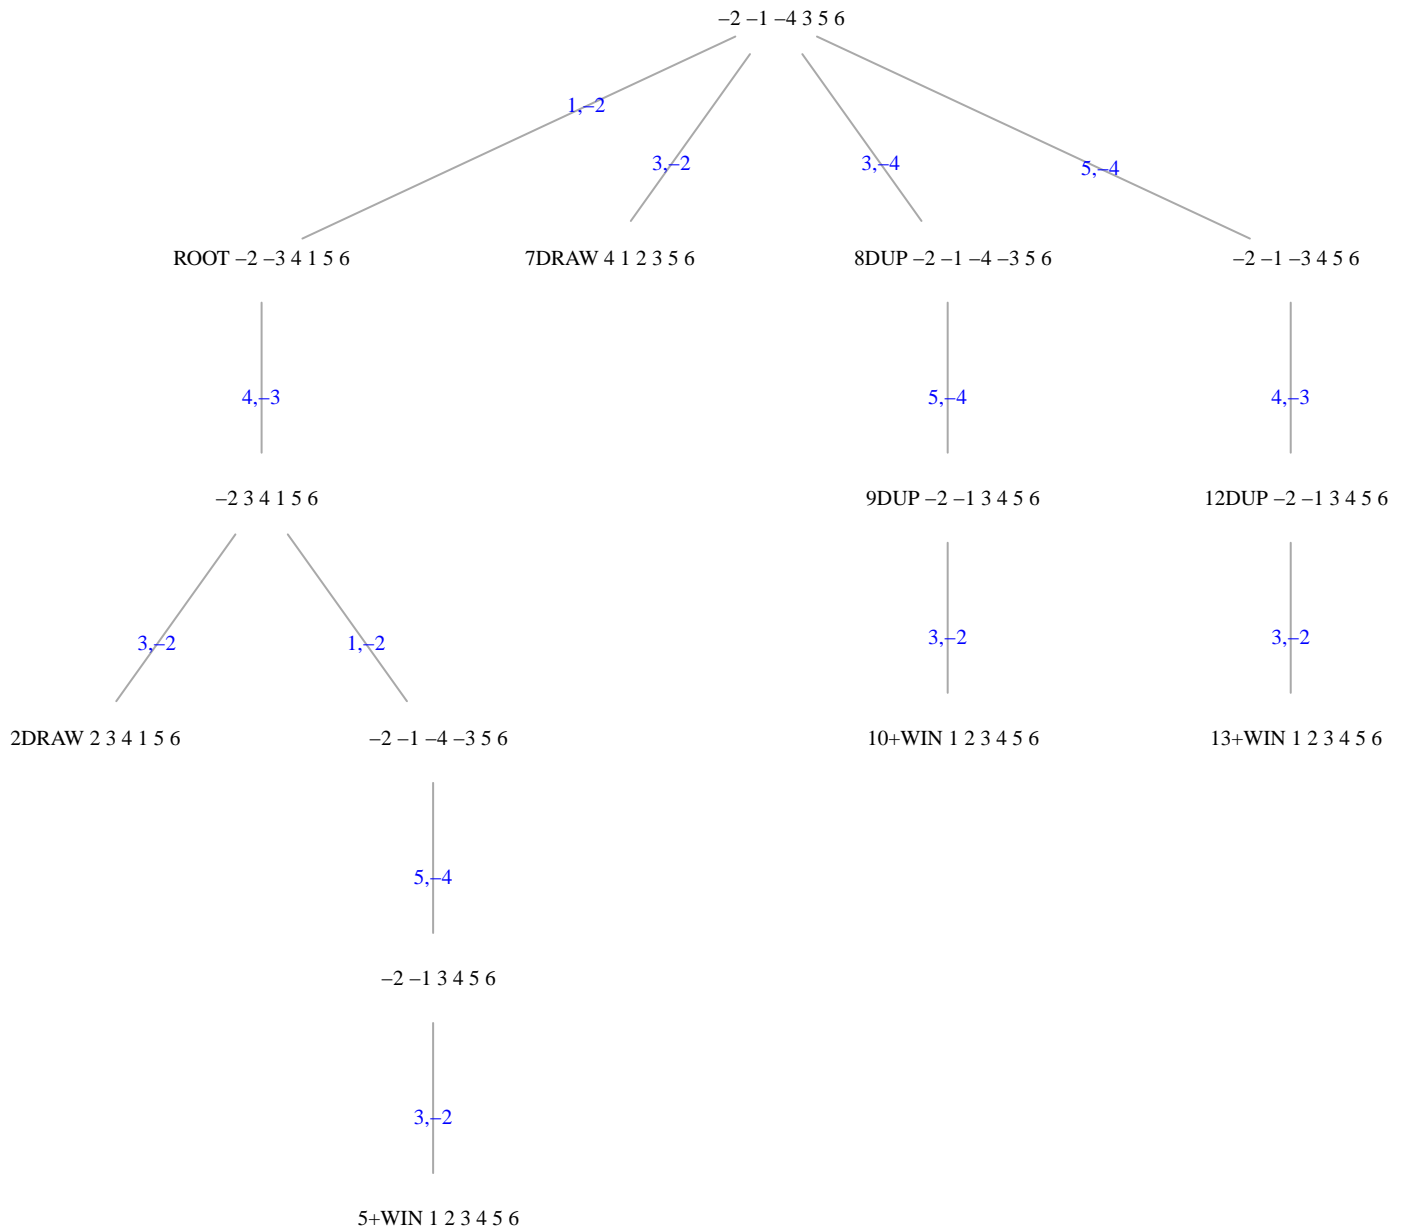 –2 –1 –4 3 5 6
1,–2
3,–2
3,–4
5,–4
ROOT –2 –3 4 1 5 6
7DRAW 4 1 2 3 5 6
8DUP –2 –1 –4 –3 5 6
–2 –1 –3 4 5 6
4,–3
5,–4
4,–3
–2 3 4 1 5 6
9DUP –2 –1 3 4 5 6
12DUP –2 –1 3 4 5 6
3,–2
1,–2
3,–2
3,–2
2DRAW 2 3 4 1 5 6
–2 –1 –4 –3 5 6
10+WIN 1 2 3 4 5 6
13+WIN 1 2 3 4 5 6
5,–4
–2 –1 3 4 5 6
3,–2
5+WIN 1 2 3 4 5 6